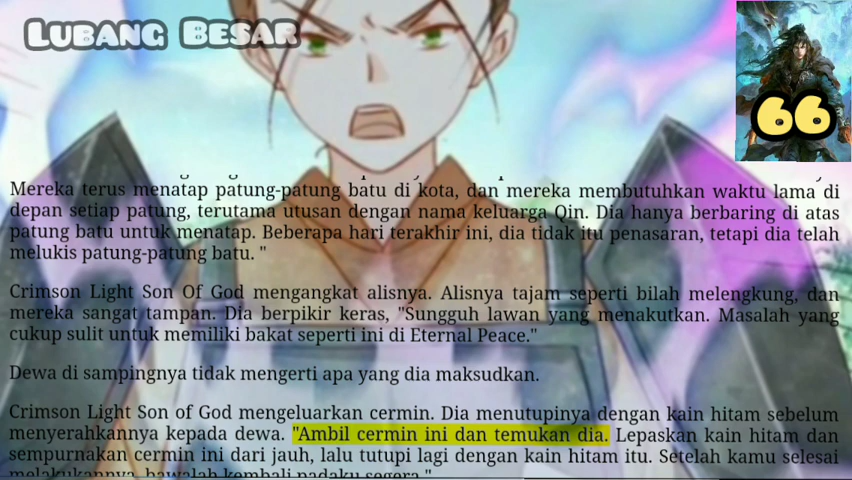 LUBANG BESAR
66
Mereka terus menatap patung-patung batu di kota, dan mereka membutuhkan waktu lama di
depan setiap patung, terutama utusan dengan nama keluarga Qin. Dia hanya berbaring di atas
patung batu untuk menatap. Beberapa hari terakhir ini, dia tidak itu penasaran, tetapi dia telah
melukis patung-patung batu. "
Crimson Light Son Of God mengangkat alisnya. Alisnya tajam seperti bilah melengkung, dan
mereka sangat tampan. Dia berpikir keras, "Sungguh lawan yang menakutkan. Masalah yang
cukup sulit untuk memiliki bakat seperti ini di Eternal Peace."
Dewa di sampingnya tidak mengerti apa yang dia maksudkan.
Crimson Light Son of God mengeluarkan cermin. Dia menutupinya dengan kain hitam sebelum
menyerahkannya kepada dewa. "Ambil cermin ini dan temukan dia. Lepaskan kain hitam dan
sempurnakan cermin ini dari jauh, lalu tutupi lagi dengan kain hitam itu. Setelah kamu selesai
melakukannya, bawalah kembali padaku segera."